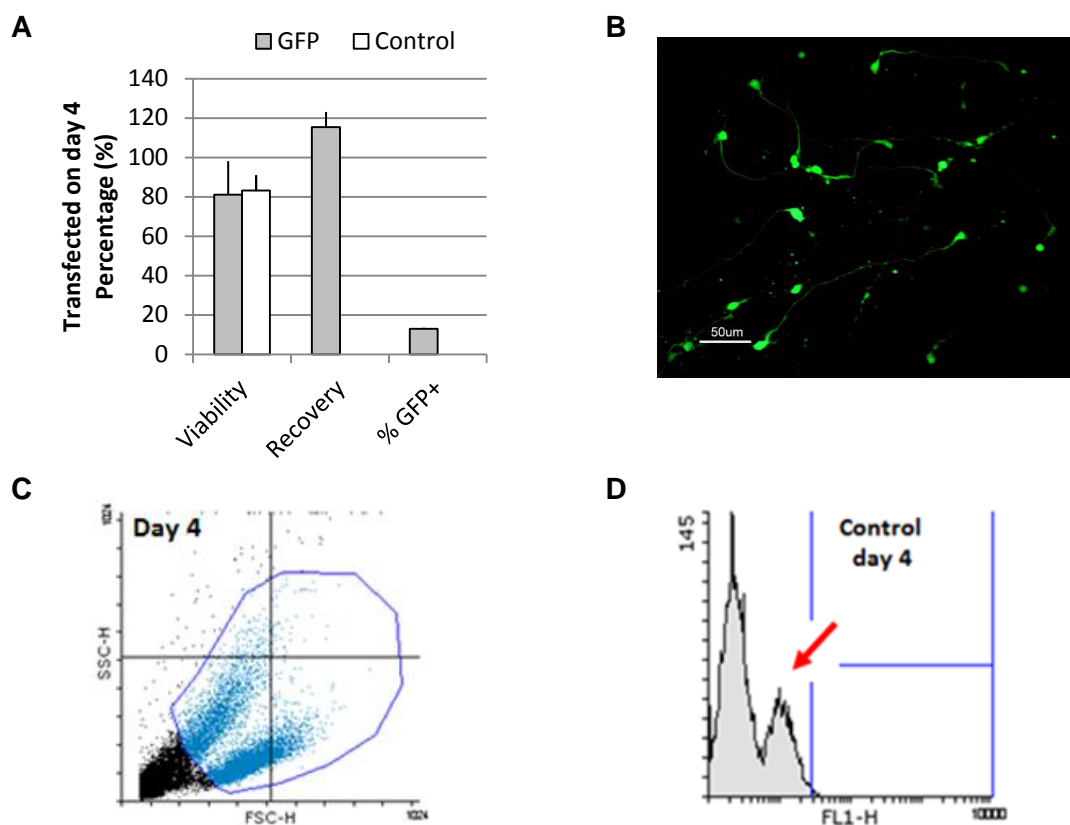 A
GFP Control
Transfected on day 4
Percentage (%)
140
120
100
80
60
40
20
0
Viability
Recovery
% GFP+
B
50um
C
1024
Day 4
SSC-H
FSC-H
1024
D
145
Control
day 4
FL1-H
10000